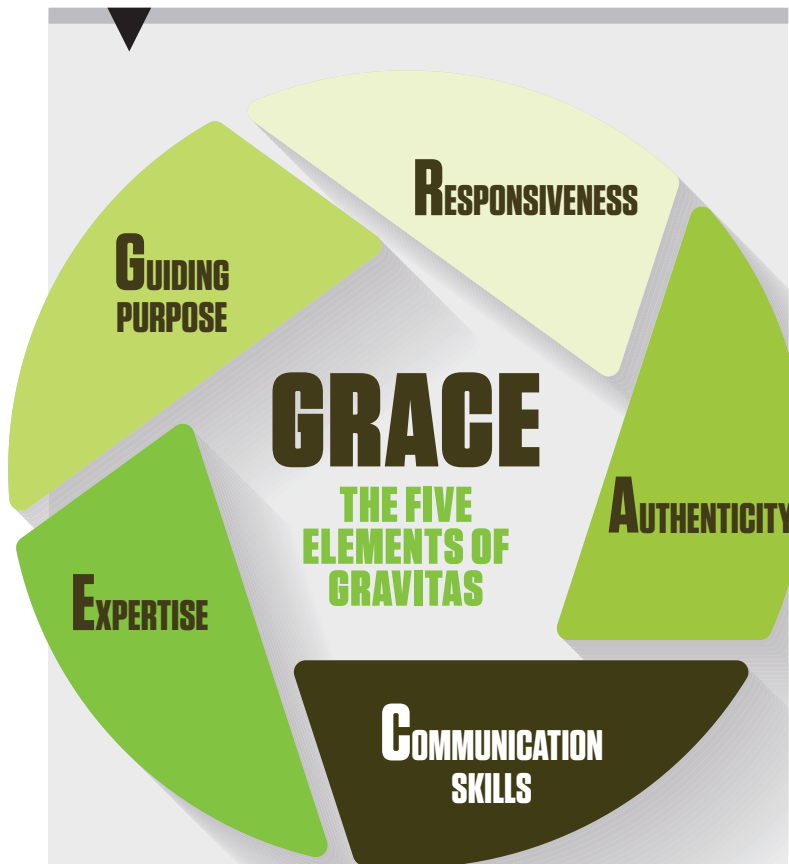 GRACE
THE FIVE
ELEMENTS OF
GRAVITAS
GUIDING
PURPOSE
RESPONSIVENESS
AUTHENTICITY
COMMUNICATION
SKILLS
EXPERTISE